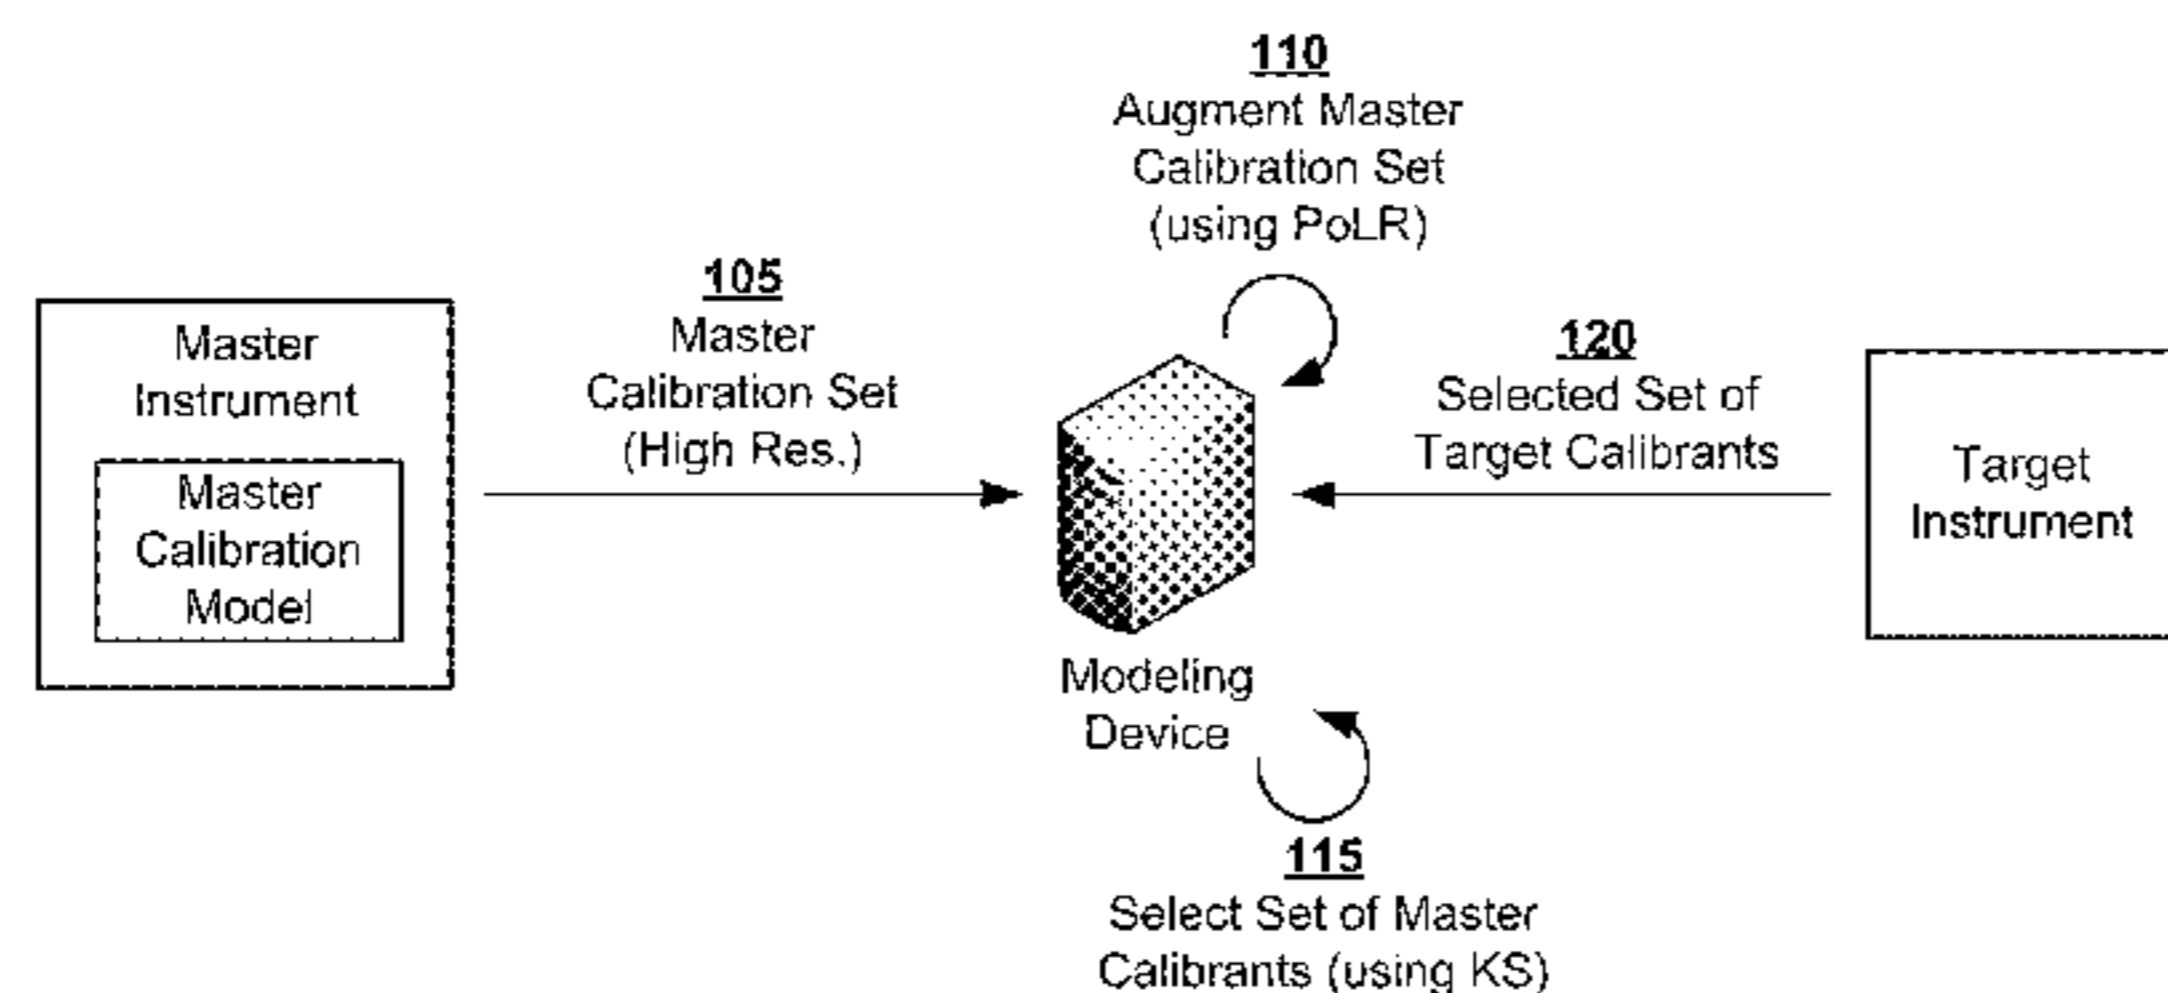 110
Augment Master
Calibration Set
(using PoLR)
105
Master
Calibration Set
(High Res.)
Master
Instrument
Master
Calibration
Model
120
Selected Set of
Target Calibrants
Target
Instrument
Modeling
Device
115
Select Set of Master
Calibrants (using KS)